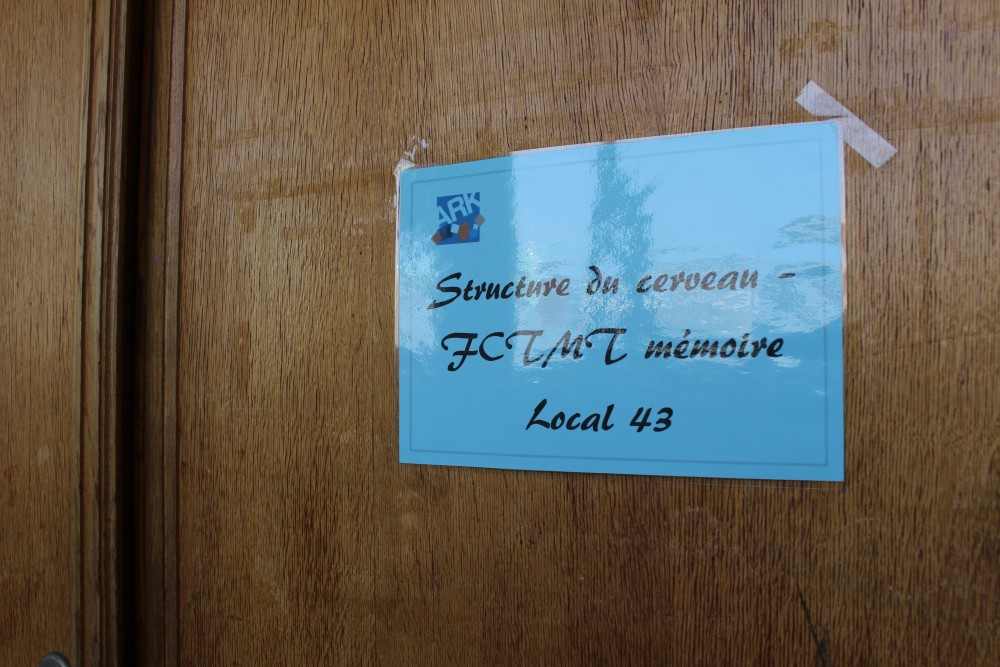 ARK
Structure du cerveau -
FCTMT mémoire
Local 43